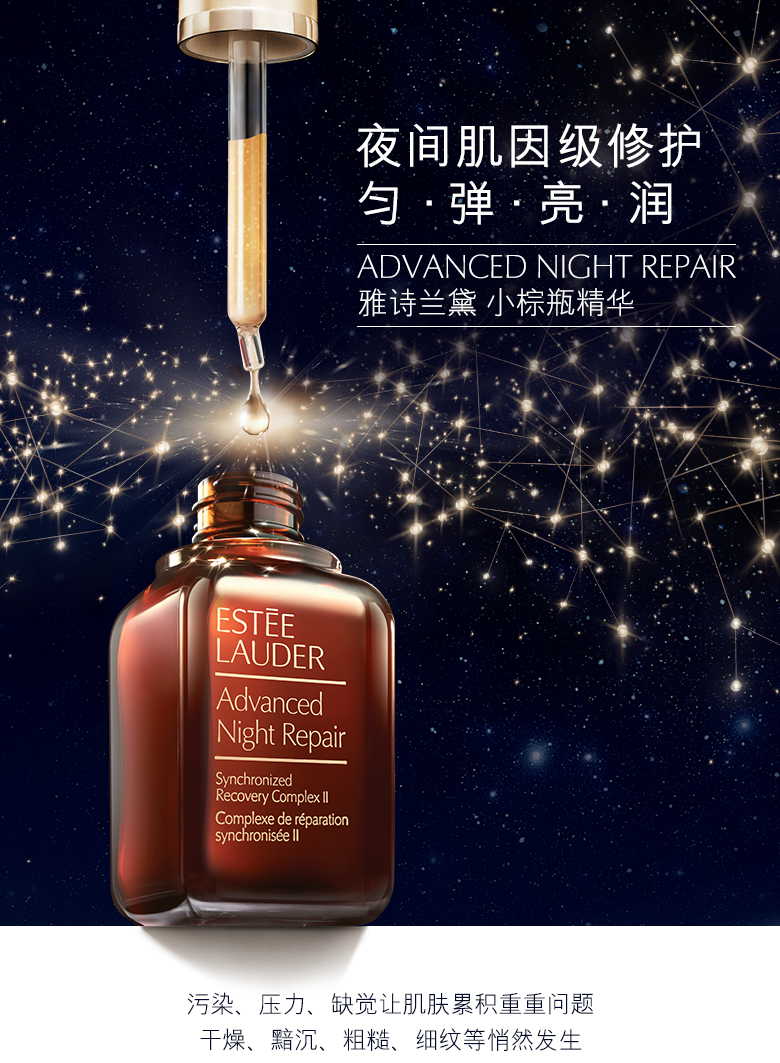 夜间肌因级修护
匀·弹·亮·润
ADVANCED NIGHT REPAIR
雅诗兰黛 小棕瓶精华
ESTĒE
LAUDER
Advanced
Night Repair
Synchronized
Recovery Complex II
Complexe de réparation
synchronisée II
污染、压力、缺觉让肌肤累积重重问题
干燥、黯沉、粗糙、细纹等悄然发生